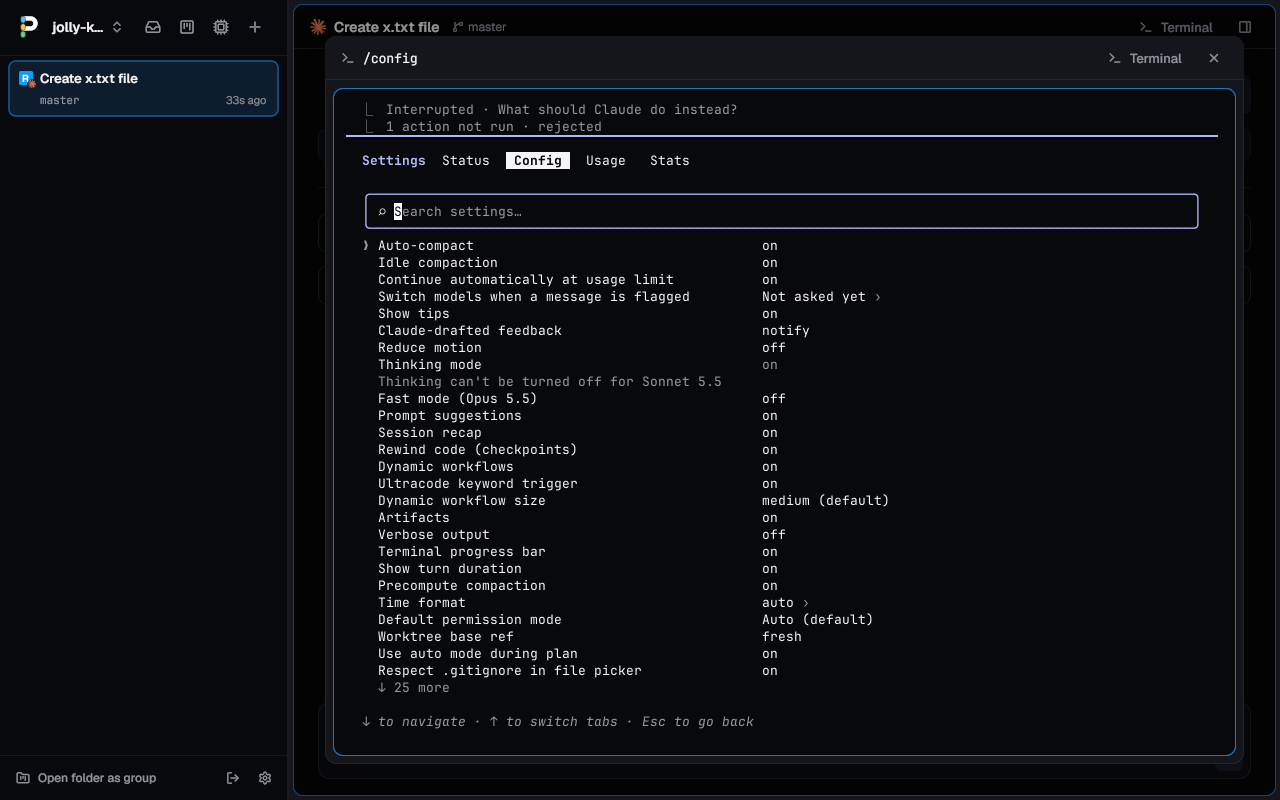 jolly-k...
Create x.txt file
master
33s ago
Open folder as group
Create x.txt file
master
Terminal
/config
Terminal
Interrupted · What should Claude do instead?
1 action not run · rejected
Settings Status Config Usage Stats
Search settings…
❯ Auto-compact on
Idle compaction on
Continue automatically at usage limit on
Switch models when a message is flagged Not asked yet ›
Show tips on
Claude-drafted feedback notify
Reduce motion off
Thinking mode on
Thinking can't be turned off for Sonnet 5.5
Fast mode (Opus 5.5) off
Prompt suggestions on
Session recap on
Rewind code (checkpoints) on
Dynamic workflows on
Ultracode keyword trigger on
Dynamic workflow size medium (default)
Artifacts on
Verbose output off
Terminal progress bar on
Show turn duration on
Precompute compaction on
Time format auto ›
Default permission mode Auto (default)
Worktree base ref fresh
Use auto mode during plan on
Respect .gitignore in file picker on
↓ 25 more
↓ to navigate · ↑ to switch tabs · Esc to go back